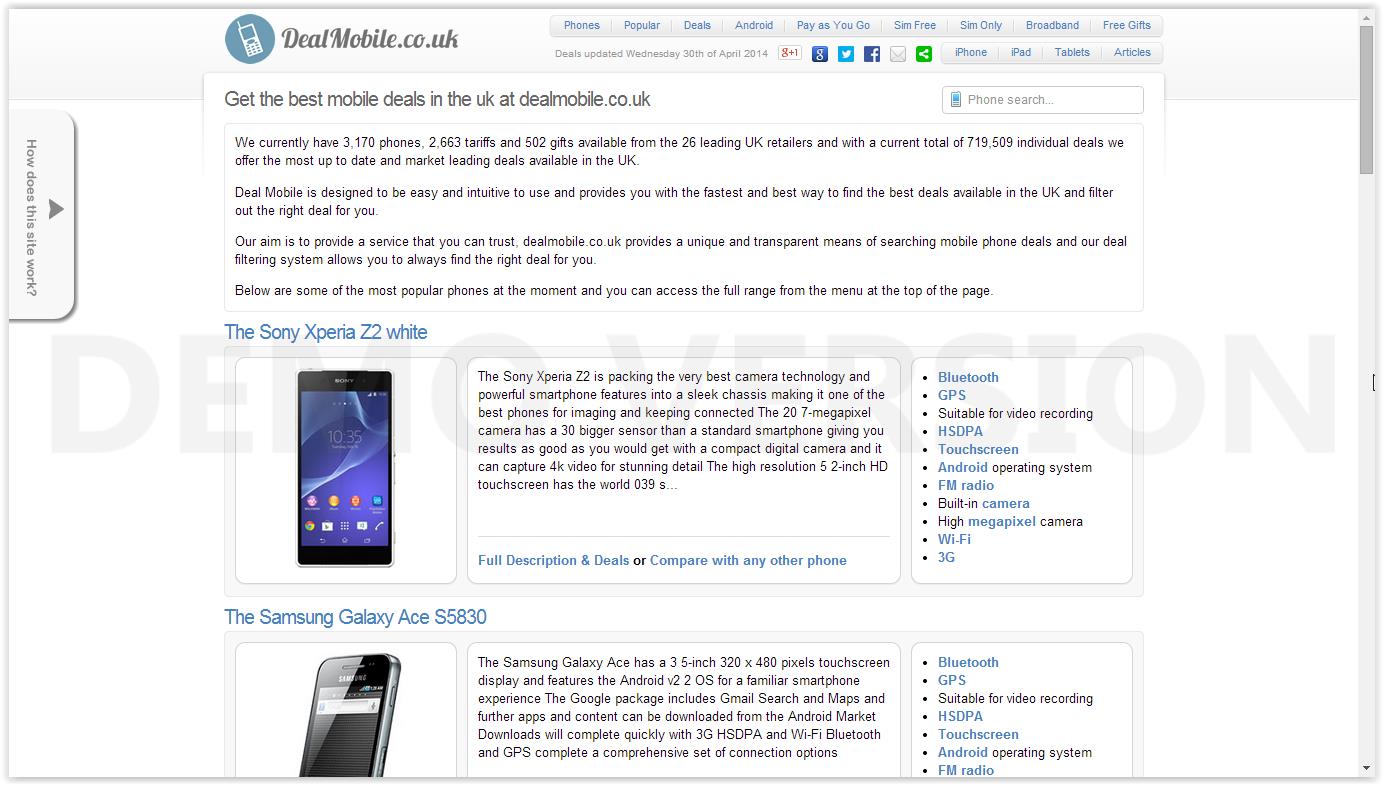 DealMobile.co.uk
Phones Popular Deals Android Pay as You Go Sim Free Sim Only Broadband Free Gifts
Deals updated Wednesday 30th of April 2014 g+1 g iPhone iPad Tablets Articles
Get the best mobile deals in the uk at dealmobile.co.uk
Phone search...
How does this site work?
We currently have 3,170 phones, 2,663 tariffs and 502 gifts available from the 26 leading UK retailers and with a current total of 719,509 individual deals we
offer the most up to date and market leading deals available in the UK.
Deal Mobile is designed to be easy and intuitive to use and provides you with the fastest and best way to find the best deals available in the UK and filter
out the right deal for you.
Our aim is to provide a service that you can trust, dealmobile.co.uk provides a unique and transparent means of searching mobile phone deals and our deal
filtering system allows you to always find the right deal for you.
Below are some of the most popular phones at the moment and you can access the full range from the menu at the top of the page.
DEMO VERSION
The Sony Xperia Z2 white
SONY
10:35
The Sony Xperia Z2 is packing the very best camera technology and
powerful smartphone features into a sleek chassis making it one of the
best phones for imaging and keeping connected The 20 7-megapixel
camera has a 30 bigger sensor than a standard smartphone giving you
results as good as you would get with a compact digital camera and it
can capture 4k video for stunning detail The high resolution 5 2-inch HD
touchscreen has the world 039 s...
Full Description & Deals or Compare with any other phone
Bluetooth
GPS
Suitable for video recording
HSDPA
Touchscreen
Android operating system
FM radio
Built-in camera
High megapixel camera
Wi-Fi
3G
The Samsung Galaxy Ace S5830
SAMSUNG
The Samsung Galaxy Ace has a 3 5-inch 320 x 480 pixels touchscreen
display and features the Android v2 2 OS for a familiar smartphone
experience The Google package includes Gmail Search and Maps and
further apps and content can be downloaded from the Android Market
Downloads will complete quickly with 3G HSDPA and Wi-Fi Bluetooth
and GPS complete a comprehensive set of connection options
Bluetooth
GPS
Suitable for video recording
HSDPA
Touchscreen
Android operating system
FM radio